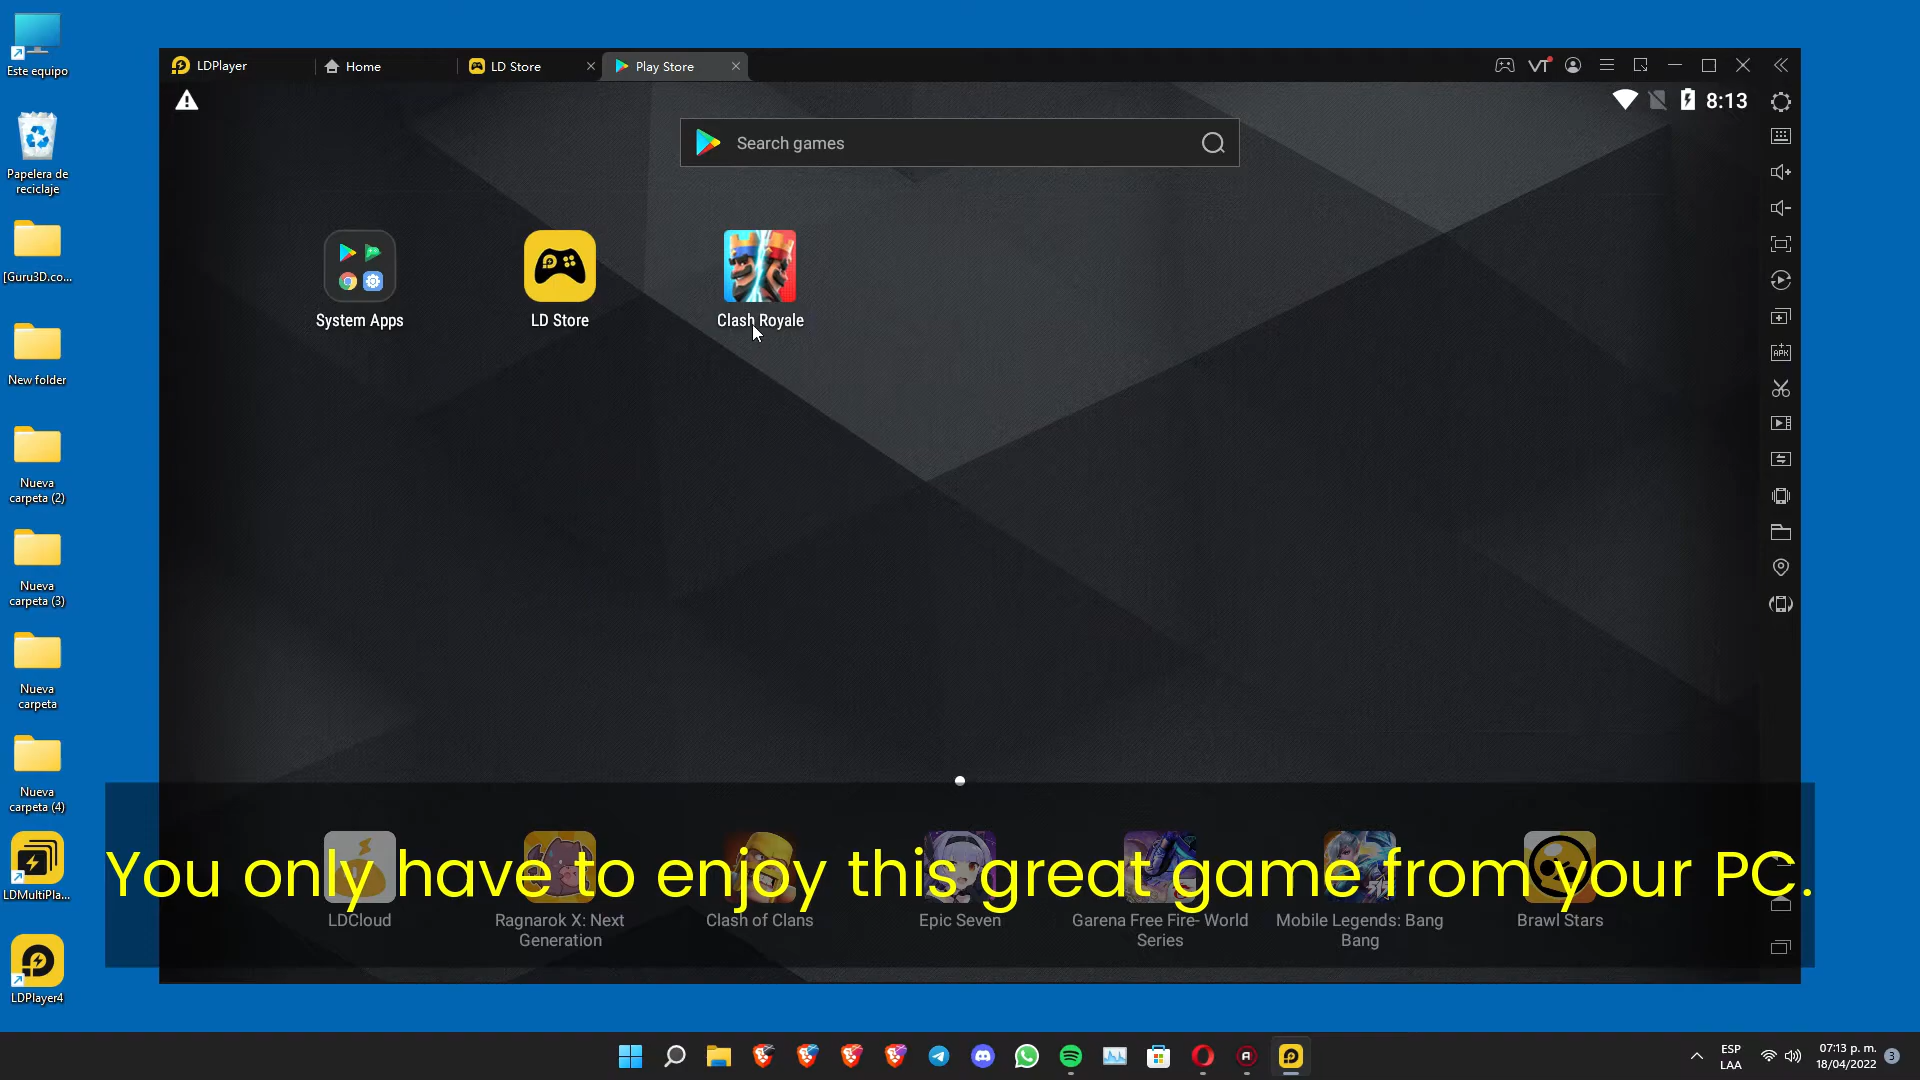 Este equipo
Papelera de
reciclaje
[Guru3D.co...
New folder
Nueva
carpeta (2)
Nueva
carpeta (3)
Nueva
carpeta
Nueva
carpeta (4)
LDMultiPla...
LDPlayer4
LDPlayer
Home
LD Store
Play Store
VT
8:13
Search games
System Apps
LD Store
Clash Royale
APK
You only have to enjoy this great game from your PC.
LDCloud
Ragnarok X: Next
Generation
Clash of Clans
Epic Seven
Garena Free Fire- World
Series
Mobile Legends: Bang
Bang
515
Brawl Stars
ESP
LAA
07:13 p. m.
18/04/2022
3